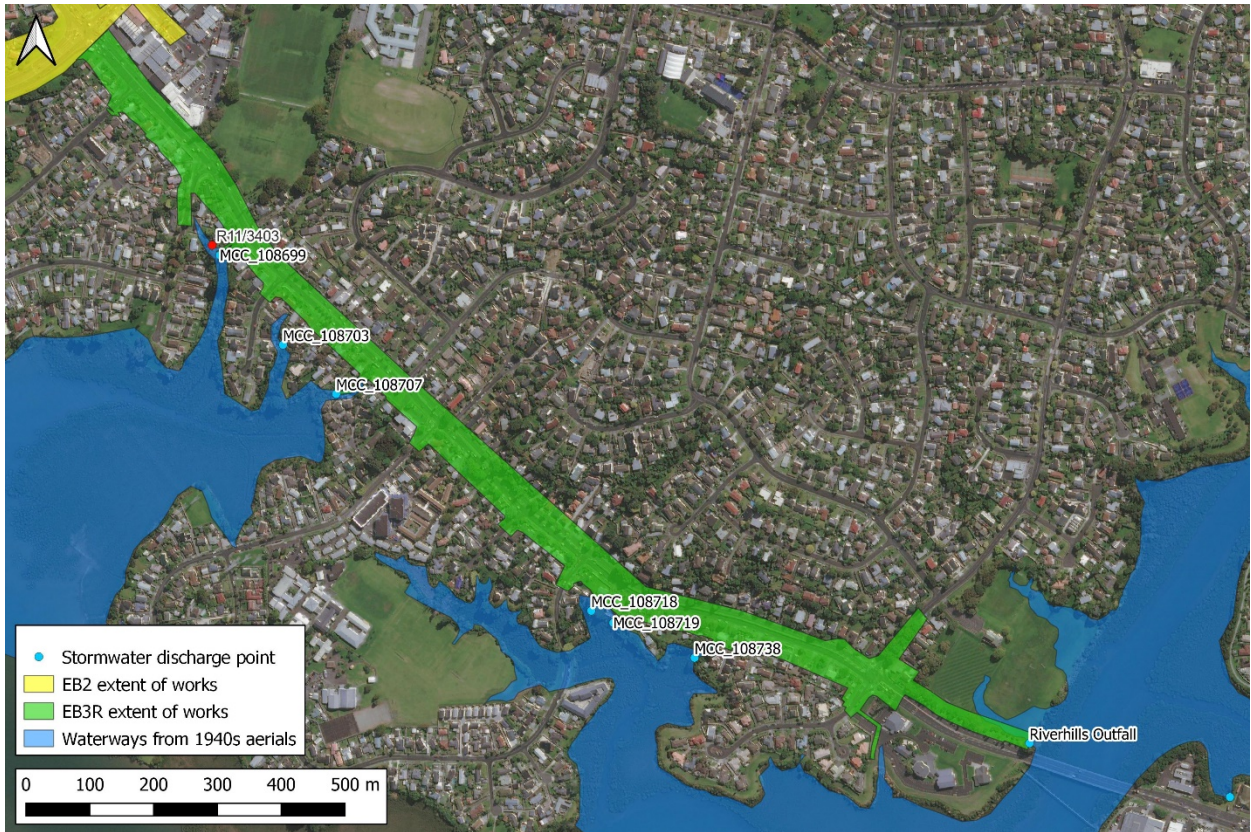 R11/3403
MCC_108699
MCC_108703
MCC_108707
MCC_108718
MCC_108719
MCC_108738
Riverhills Outfall
Stormwater discharge point
EB2 extent of works
EB3R extent of works
Waterways from 1940s aerials
0 100 200 300 400 500 m